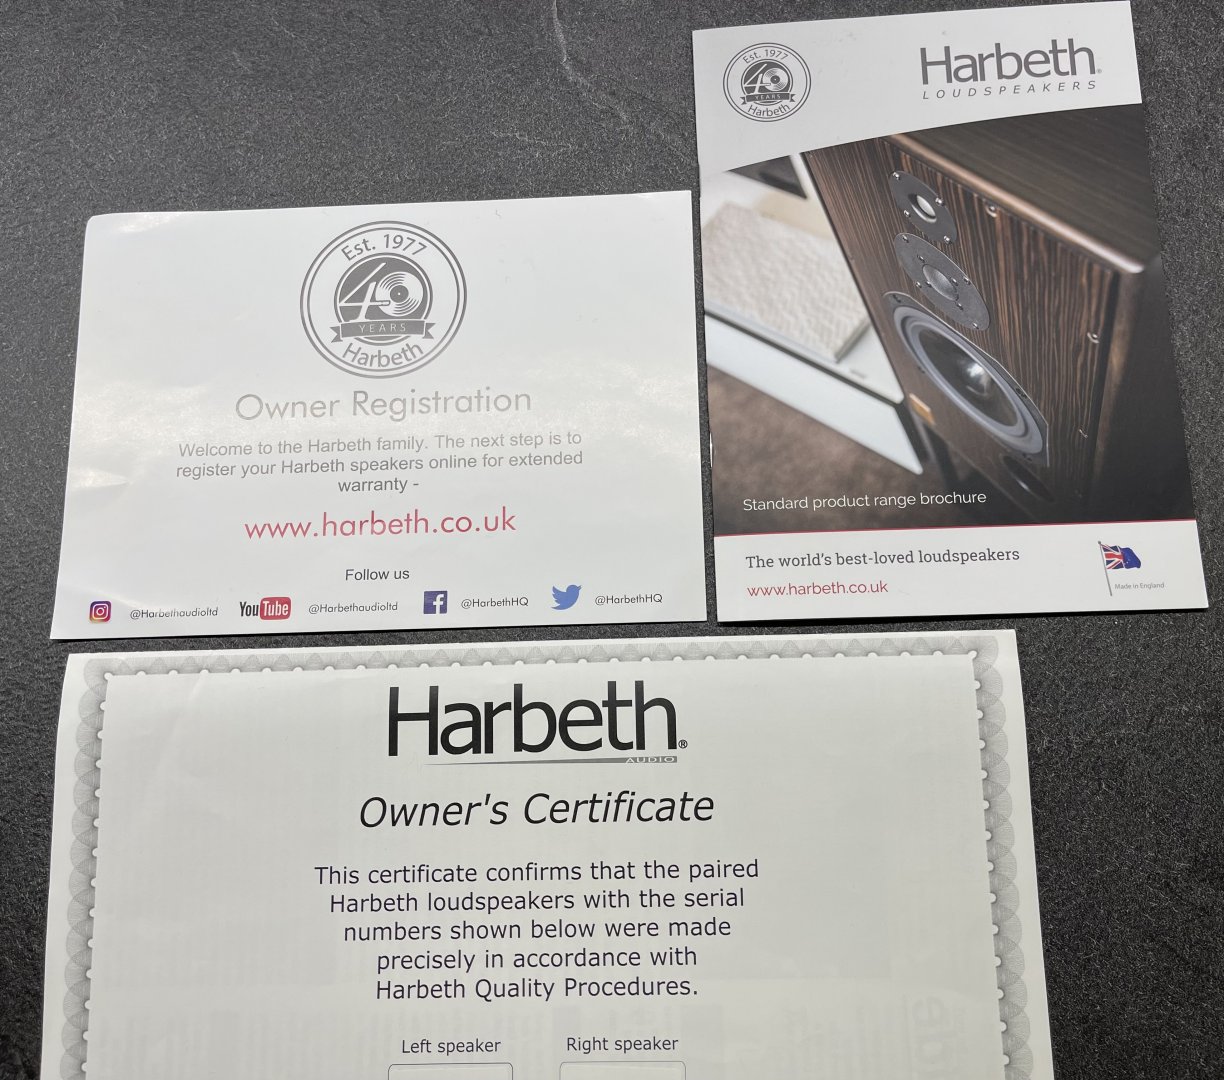 Est. 1977
40
YEARS
Harbeth
Owner Registration
Welcome to the Harbeth family. The next step is to
register your Harbeth speakers online for extended
warranty -
www.harbeth.co.uk
Follow us
@Harbethaudioltd
YouTube
@Harbethaudioltd
@HarbethHQ
@HarbethHQ
Est. 1977
40
YEARS
Harbeth
Harbeth®
LOUDSPEAKERS
Standard product range brochure
The world's best-loved loudspeakers
www.harbeth.co.uk
Made in England
Harbeth®
AUDIO
Owner's Certificate
This certificate confirms that the paired
Harbeth loudspeakers with the serial
numbers shown below were made
precisely in accordance with
Harbeth Quality Procedures.
Left speaker
Right speaker